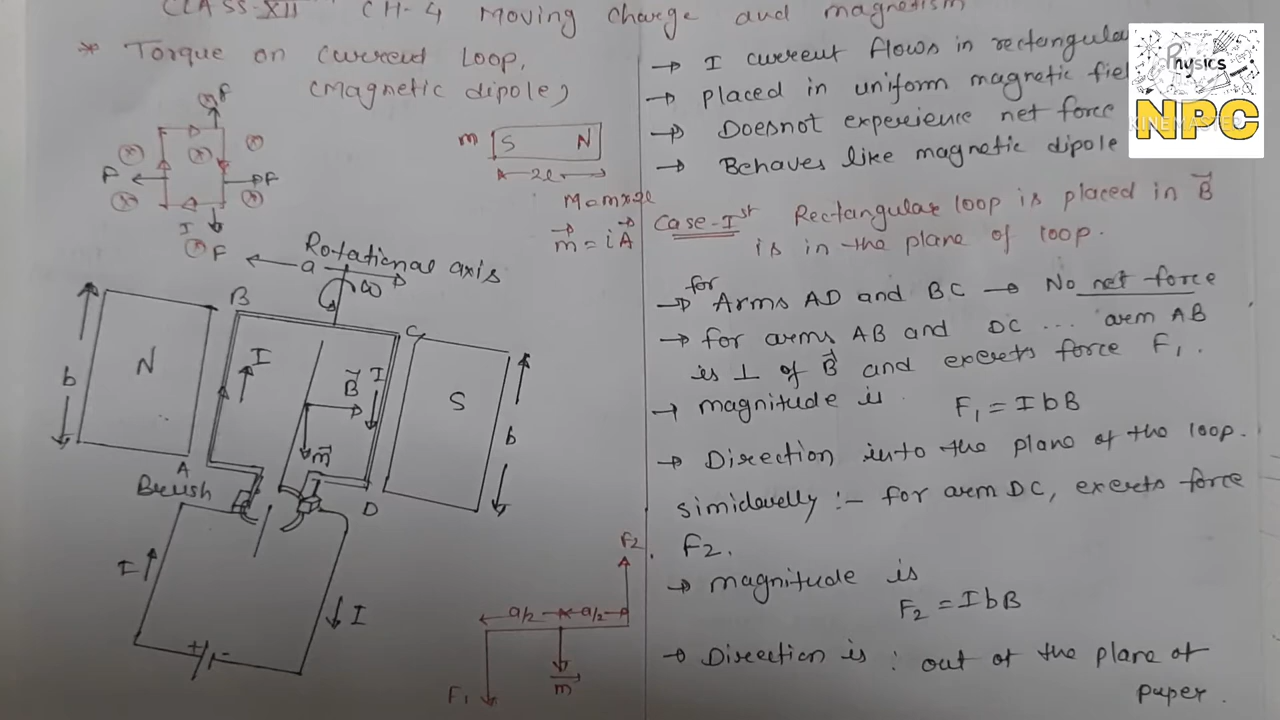 CLASS-XII CH-4 Moving charge and magnetism
* Torque on current Loop.
(Magnetic dipole)
F
F
F
I
F
m
S N
2l
M = m×2l
m = iA
Rotational axis
a
ω
B
C
N
S
I
I
B
b
b
m
A
D
Brush
I
I
+ -
F2
a/2 a/2
F1
m
→ I current flows in rectangula
→ placed in uniform magnetic fiel
→ Doesnot experience net force
→ Behaves like magnetic dipole
Case-Ist Rectangular loop is placed in B
is in the plane of loop.
→ for Arms AD and BC → No net force
→ for arms AB and DC ... arm AB
is ⊥ of B and exerts force F1.
→ magnitude is F1 = IbB
→ Direction into the plane of the loop.
similarelly :- for arm DC, exerts force
F2.
→ magnitude is
F2 = IbB
→ Direction is : out of the plane of
paper.
Physics
NPC
KINEMASTER